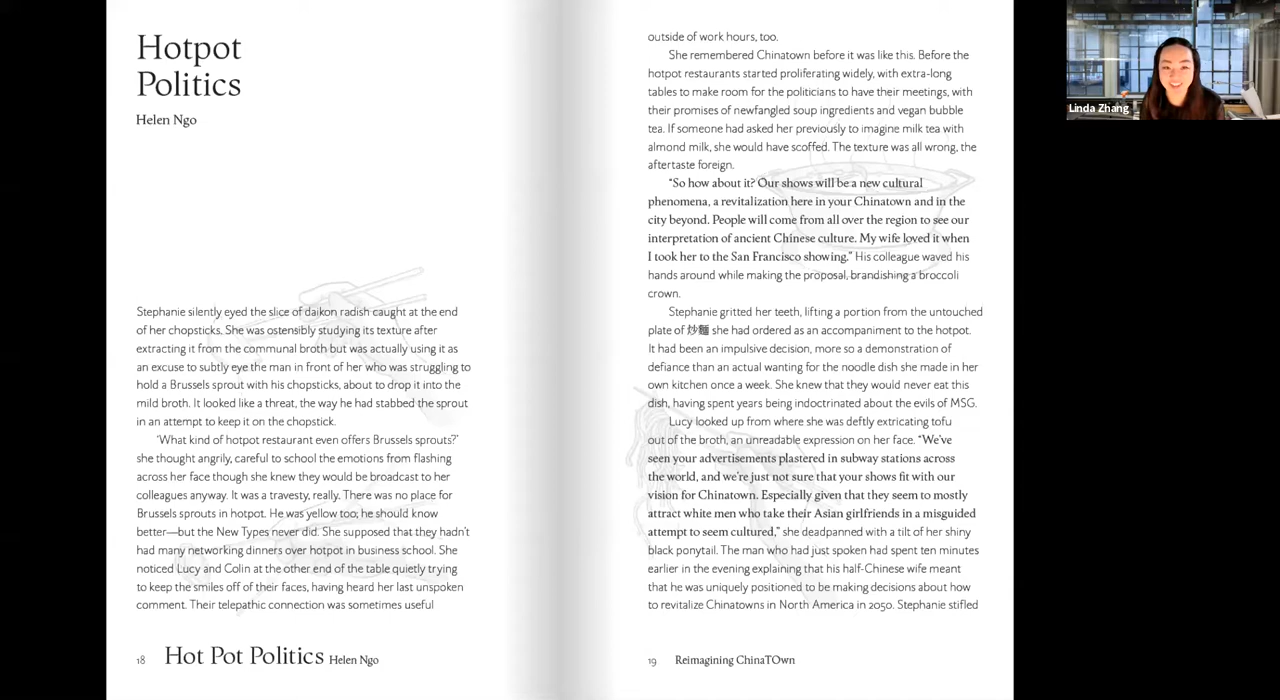 Hotpot
Politics
Helen Ngo
Stephanie silently eyed the slice of daikon radish caught at the end
of her chopsticks. She was ostensibly studying its texture after
extracting it from the communal broth but was actually using it as
an excuse to subtly eye the man in front of her who was struggling to
hold a Brussels sprout with his chopsticks, about to drop it into the
mild broth. It looked like a threat, the way he had stabbed the sprout
in an attempt to keep it on the chopstick.
‘What kind of hotpot restaurant even offers Brussels sprouts?’
she thought angrily, careful to school the emotions from flashing
across her face though she knew they would be broadcast to her
colleagues anyway. It was a travesty, really. There was no place for
Brussels sprouts in hotpot. He was yellow too; he should know
better—but the New Types never did. She supposed that they hadn’t
had many networking dinners over hotpot in business school. She
noticed Lucy and Colin at the other end of the table quietly trying
to keep the smiles off of their faces, having heard her last unspoken
comment. Their telepathic connection was sometimes useful
18 Hot Pot Politics Helen Ngo
outside of work hours, too.
She remembered Chinatown before it was like this. Before the
hotpot restaurants started proliferating widely, with extra-long
tables to make room for the politicians to have their meetings, with
their promises of newfangled soup ingredients and vegan bubble
tea. If someone had asked her previously to imagine milk tea with
almond milk, she would have scoffed. The texture was all wrong, the
aftertaste foreign.
“So how about it? Our shows will be a new cultural
phenomena, a revitalization here in your Chinatown and in the
city beyond. People will come from all over the region to see our
interpretation of ancient Chinese culture. My wife loved it when
I took her to the San Francisco showing.” His colleague waved his
hands around while making the proposal, brandishing a broccoli
crown.
Stephanie gritted her teeth, lifting a portion from the untouched
plate of 炒麵 she had ordered as an accompaniment to the hotpot.
It had been an impulsive decision, more so a demonstration of
defiance than an actual wanting for the noodle dish she made in her
own kitchen once a week. She knew that they would never eat this
dish, having spent years being indoctrinated about the evils of MSG.
Lucy looked up from where she was deftly extricating tofu
out of the broth, an unreadable expression on her face. “We’ve
seen your advertisements plastered in subway stations across
the world, and we’re just not sure that your shows fit with our
vision for Chinatown. Especially given that they seem to mostly
attract white men who take their Asian girlfriends in a misguided
attempt to seem cultured,” she deadpanned with a tilt of her shiny
black ponytail. The man who had just spoken had spent ten minutes
earlier in the evening explaining that his half-Chinese wife meant
that he was uniquely positioned to be making decisions about how
to revitalize Chinatowns in North America in 2050. Stephanie stifled
19 Reimagining ChinaTOwn
Linda Zhang